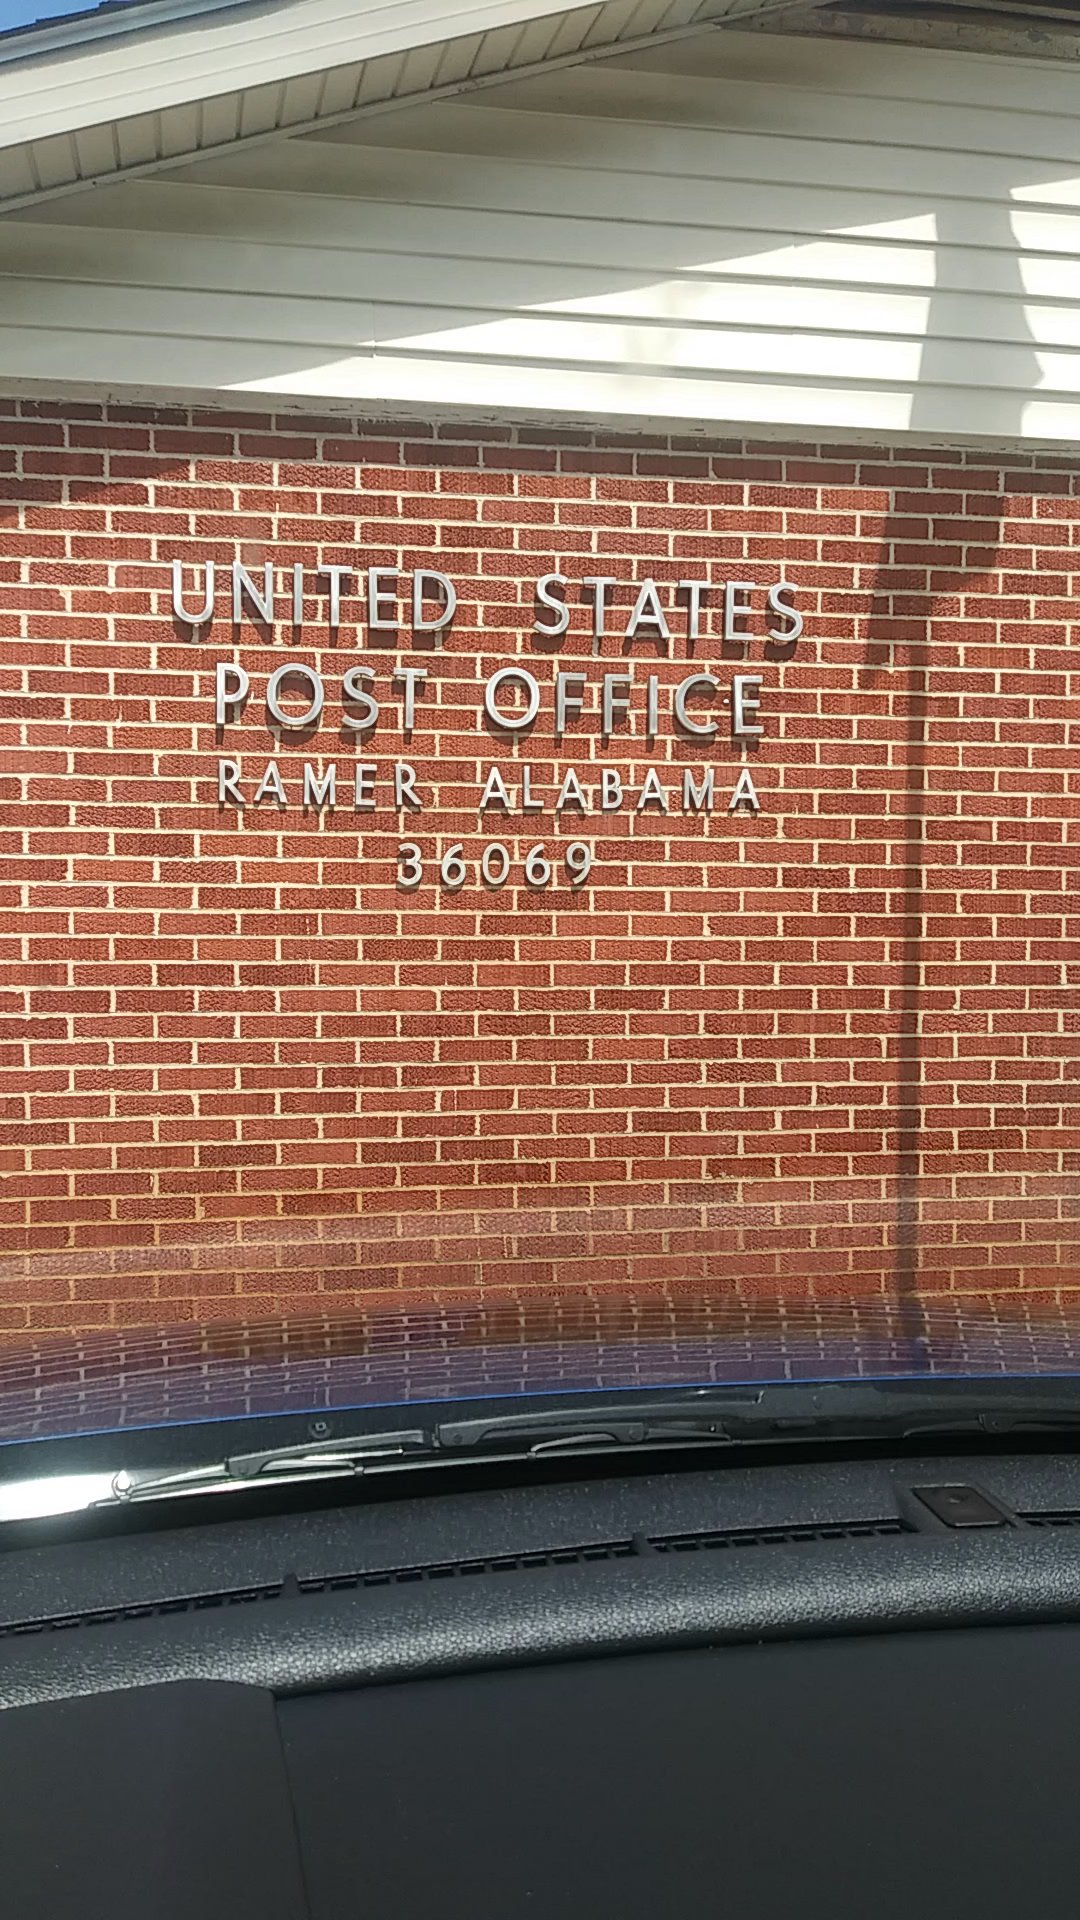 UNITED STATES
POST OFFICE
RAMER ALABAMA
36069